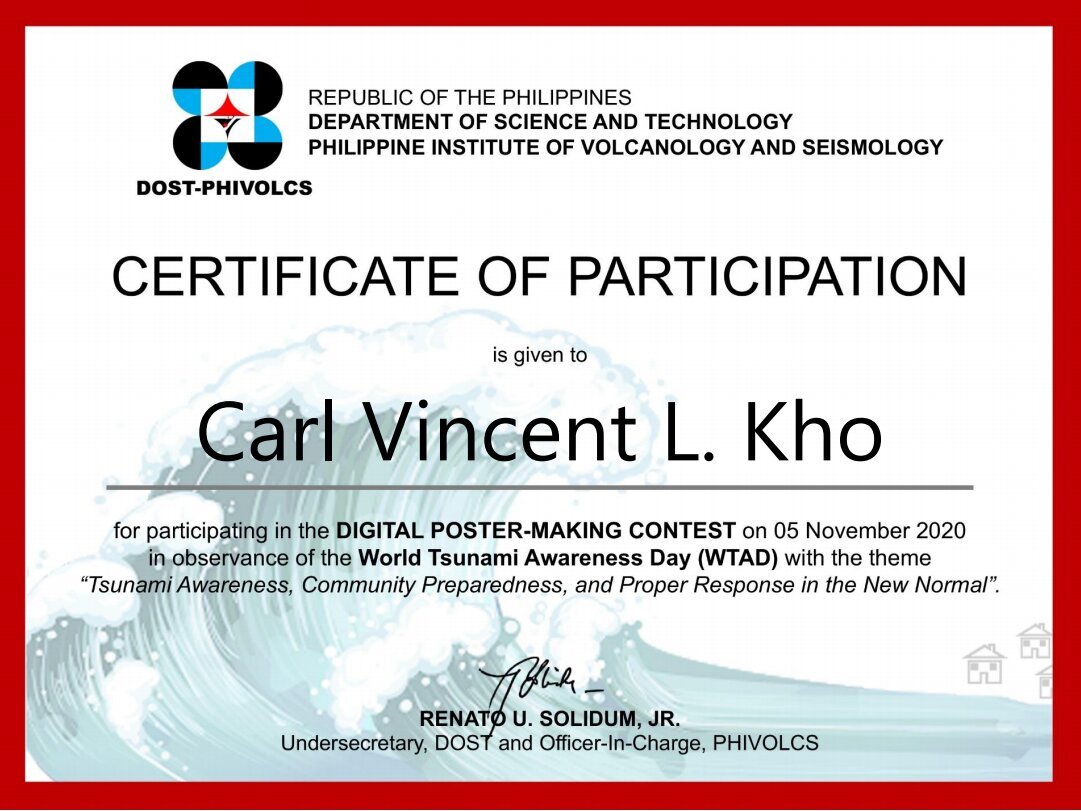 REPUBLIC OF THE PHILIPPINES
DEPARTMENT OF SCIENCE AND TECHNOLOGY
PHILIPPINE INSTITUTE OF VOLCANOLOGY AND SEISMOLOGY
DOST-PHIVOLCS
CERTIFICATE OF PARTICIPATION
is given to
Carl Vincent L. Kho
for participating in the DIGITAL POSTER-MAKING CONTEST on 05 November 2020
in observance of the World Tsunami Awareness Day (WTAD) with the theme
“Tsunami Awareness, Community Preparedness, and Proper Response in the New Normal”.
RENATO U. SOLIDUM, JR.
Undersecretary, DOST and Officer-In-Charge, PHIVOLCS